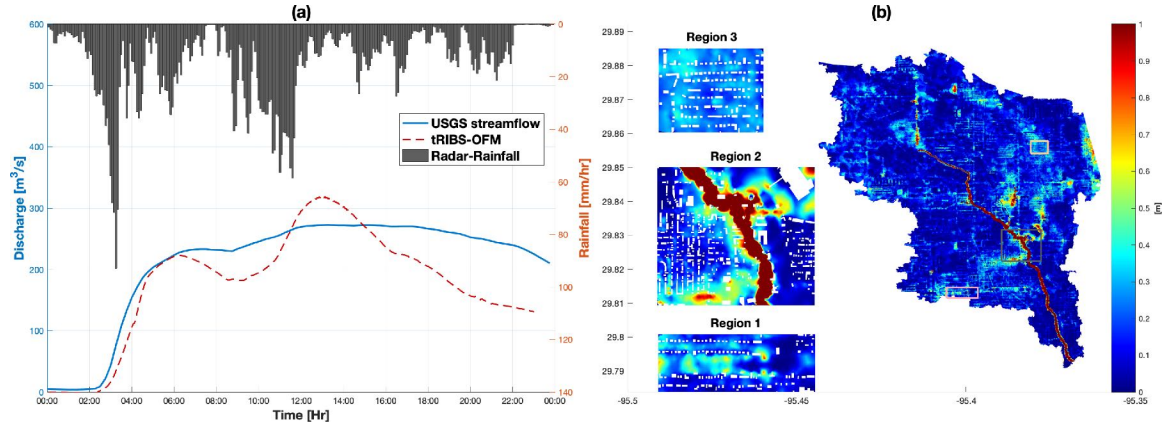 (a)
600
500
400
300
200
100
0
Discharge [m³/s]
0
20
40
60
80
100
120
140
Rainfall [mm/hr]
USGS streamflow
tRIBS-OFM
Radar-Rainfall
00:00 02:00 04:00 06:00 08:00 10:00 12:00 14:00 16:00 18:00 20:00 22:00 00:00
Time [Hr]
(b)
29.89
29.88
29.87
29.86
29.85
29.84
29.83
29.82
29.81
29.8
29.79
Region 3
Region 2
Region 1
-95.5 -95.45 -95.4 -95.35
1
0.9
0.8
0.7
0.6
0.5
0.4
0.3
0.2
0.1
0
[m]